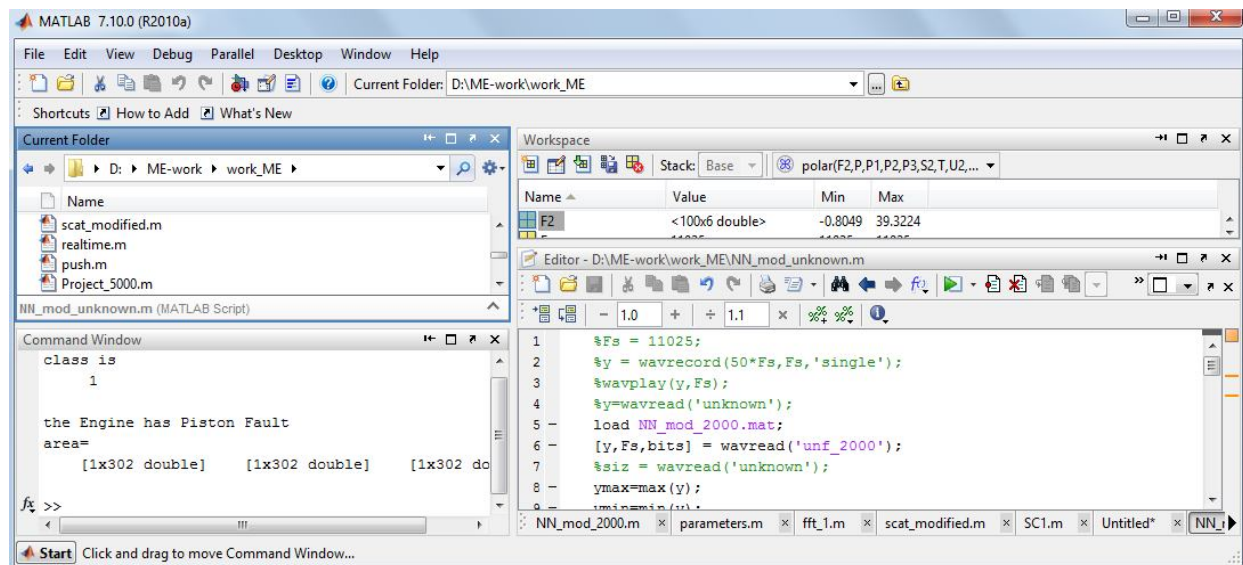 MATLAB 7.10.0 (R2010a)
File Edit View Debug Parallel Desktop Window Help
Current Folder: D:\ME-work\work_ME
Shortcuts How to Add What's New
Current Folder
D: ME-work work_ME
Name
scat_modified.m
realtime.m
push.m
Project_5000.m
NN_mod_unknown.m (MATLAB Script)
Command Window
class is
1
the Engine has Piston Fault
area=
[1x302 double] [1x302 double] [1x302 do
fx >>
Workspace
Stack: Base polar(F2,P,P1,P2,P3,S2,T,U2,...
Name Value Min Max
F2 <100x6 double> -0.8049 39.3224
Editor - D:\ME-work\work_ME\NN_mod_unknown.m
- 1.0 + ÷ 1.1 ×
1 %Fs = 11025;
2 %y = wavrecord(50*Fs,Fs,'single');
3 %wavplay(y,Fs);
4 %y=wavread('unknown');
5 - load NN_mod_2000.mat;
6 - [y,Fs,bits] = wavread('unf_2000');
7 %siz = wavread('unknown');
8 - ymax=max(y);
9 - ymin=min(y);
NN_mod_2000.m × parameters.m × fft_1.m × scat_modified.m × SC1.m × Untitled* ×
Start Click and drag to move Command Window...